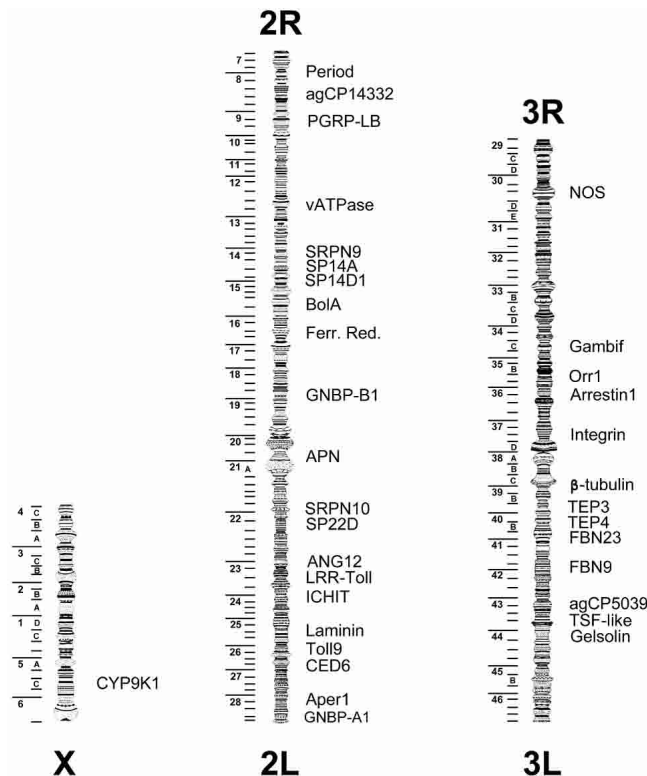 2R
7
8
9
10
11
12
13
14
15
16
17
18
19
20
21 A
22
23
24
25
26
27
28
Period
agCP14332
PGRP-LB
vATPase
SRPN9
SP14A
SP14D1
BolA
Ferr. Red.
GNBP-B1
APN
SRPN10
SP22D
ANG12
LRR-Toll
ICHIT
Laminin
Toll9
CED6
Aper1
GNBP-A1
2L
3R
29
C
D
30
D
E
31
32
33
B
C
D
34
C
35
B
36
37
D
38 A
B
C
39
B
40
B
41
42
43
44
45
B
46
NOS
Gambif
Orr1
Arrestin1
Integrin
β-tubulin
TEP3
TEP4
FBN23
FBN9
agCP5039
TSF-like
Gelsolin
3L
4 C
B
A
3
C
B
2
B
A
1 D
C
5 A
C
6
CYP9K1
X